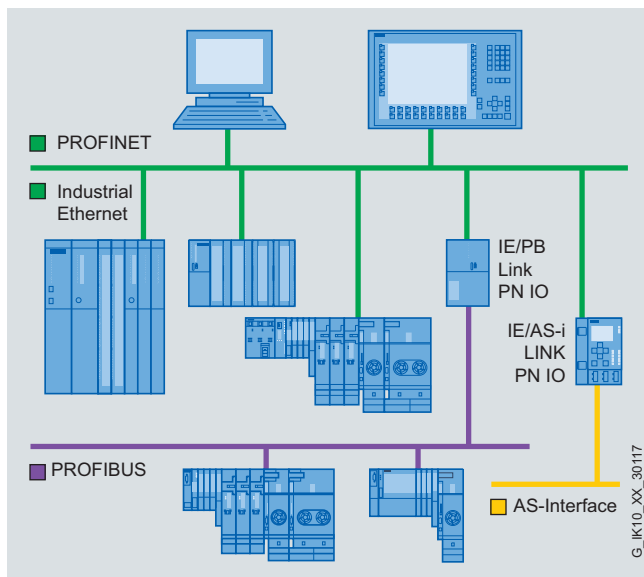 PROFINET
Industrial
Ethernet
IE/PB
Link
PN IO
IE/AS-i
LINK
PN IO
PROFIBUS
AS-Interface
G_IK10_XX_30117